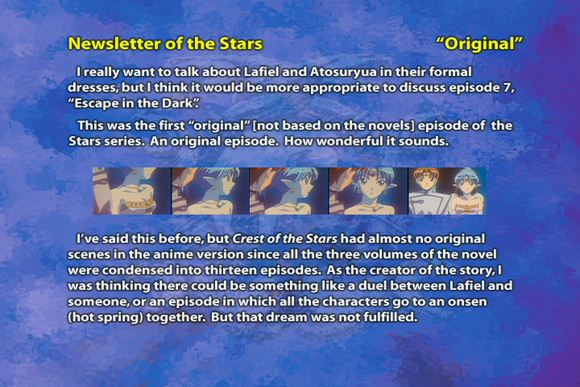 Newsletter of the Stars “Original”
I really want to talk about Lafiel and Atosuryua in their formal
dresses, but I think it would be more appropriate to discuss episode 7,
“Escape in the Dark”.
This was the first “original” [not based on the novels] episode of the
Stars series. An original episode. How wonderful it sounds.
I’ve said this before, but Crest of the Stars had almost no original
scenes in the anime version since all the three volumes of the novel
were condensed into thirteen episodes. As the creator of the story, I
was thinking there could be something like a duel between Lafiel and
someone, or an episode in which all the characters go to an onsen
(hot spring) together. But that dream was not fulfilled.